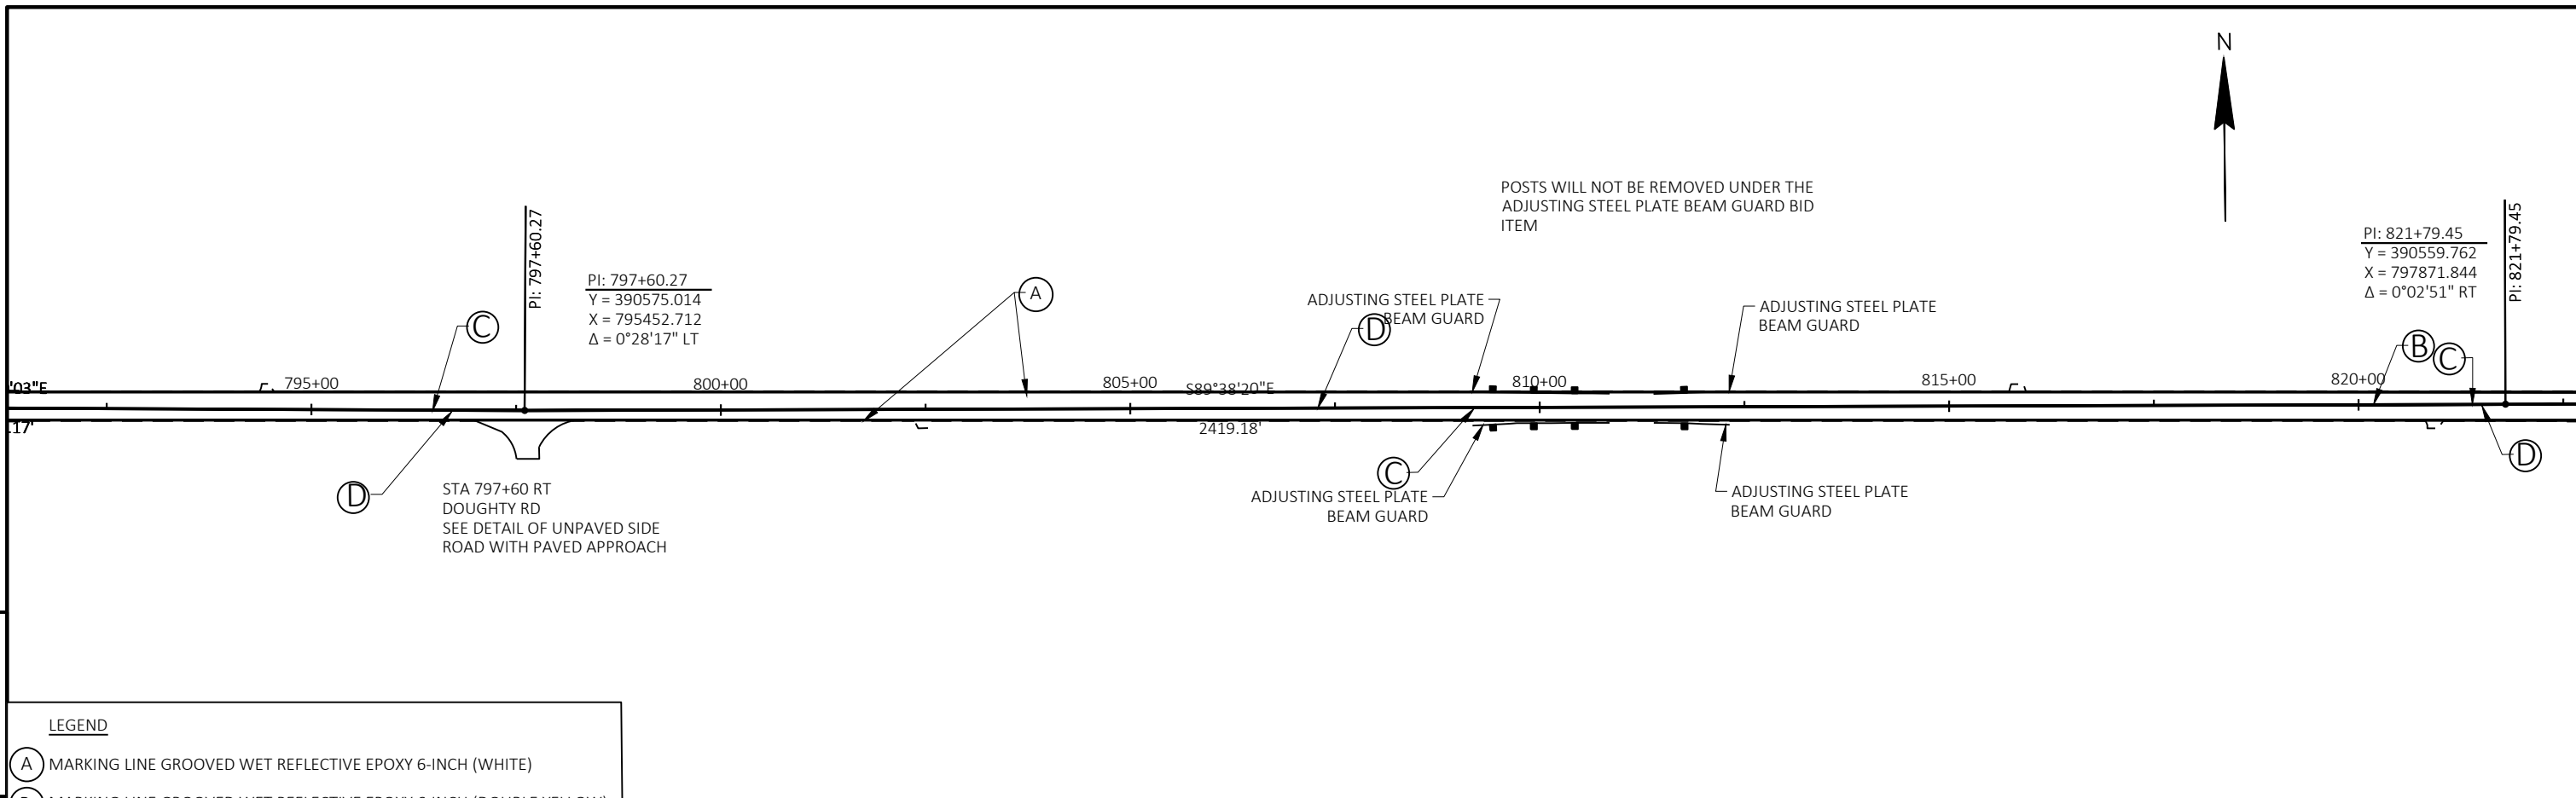 N
POSTS WILL NOT BE REMOVED UNDER THE
ADJUSTING STEEL PLATE BEAM GUARD BID
ITEM
PI: 797+60.27
PI: 797+60.27
Y = 390575.014
X = 795452.712
Δ = 0°28'17" LT
PI: 821+79.45
Y = 390559.762
X = 797871.844
Δ = 0°02'51" RT
PI: 821+79.45
C
A
ADJUSTING STEEL PLATE
BEAM GUARD
D
ADJUSTING STEEL PLATE
BEAM GUARD
B
C
'03"E
795+00
800+00
805+00
S89°38'20"E
810+00
815+00
820+00
.17'
2419.18'
D
STA 797+60 RT
DOUGHTY RD
SEE DETAIL OF UNPAVED SIDE
ROAD WITH PAVED APPROACH
C
ADJUSTING STEEL PLATE
BEAM GUARD
ADJUSTING STEEL PLATE
BEAM GUARD
D
LEGEND
A MARKING LINE GROOVED WET REFLECTIVE EPOXY 6-INCH (WHITE)